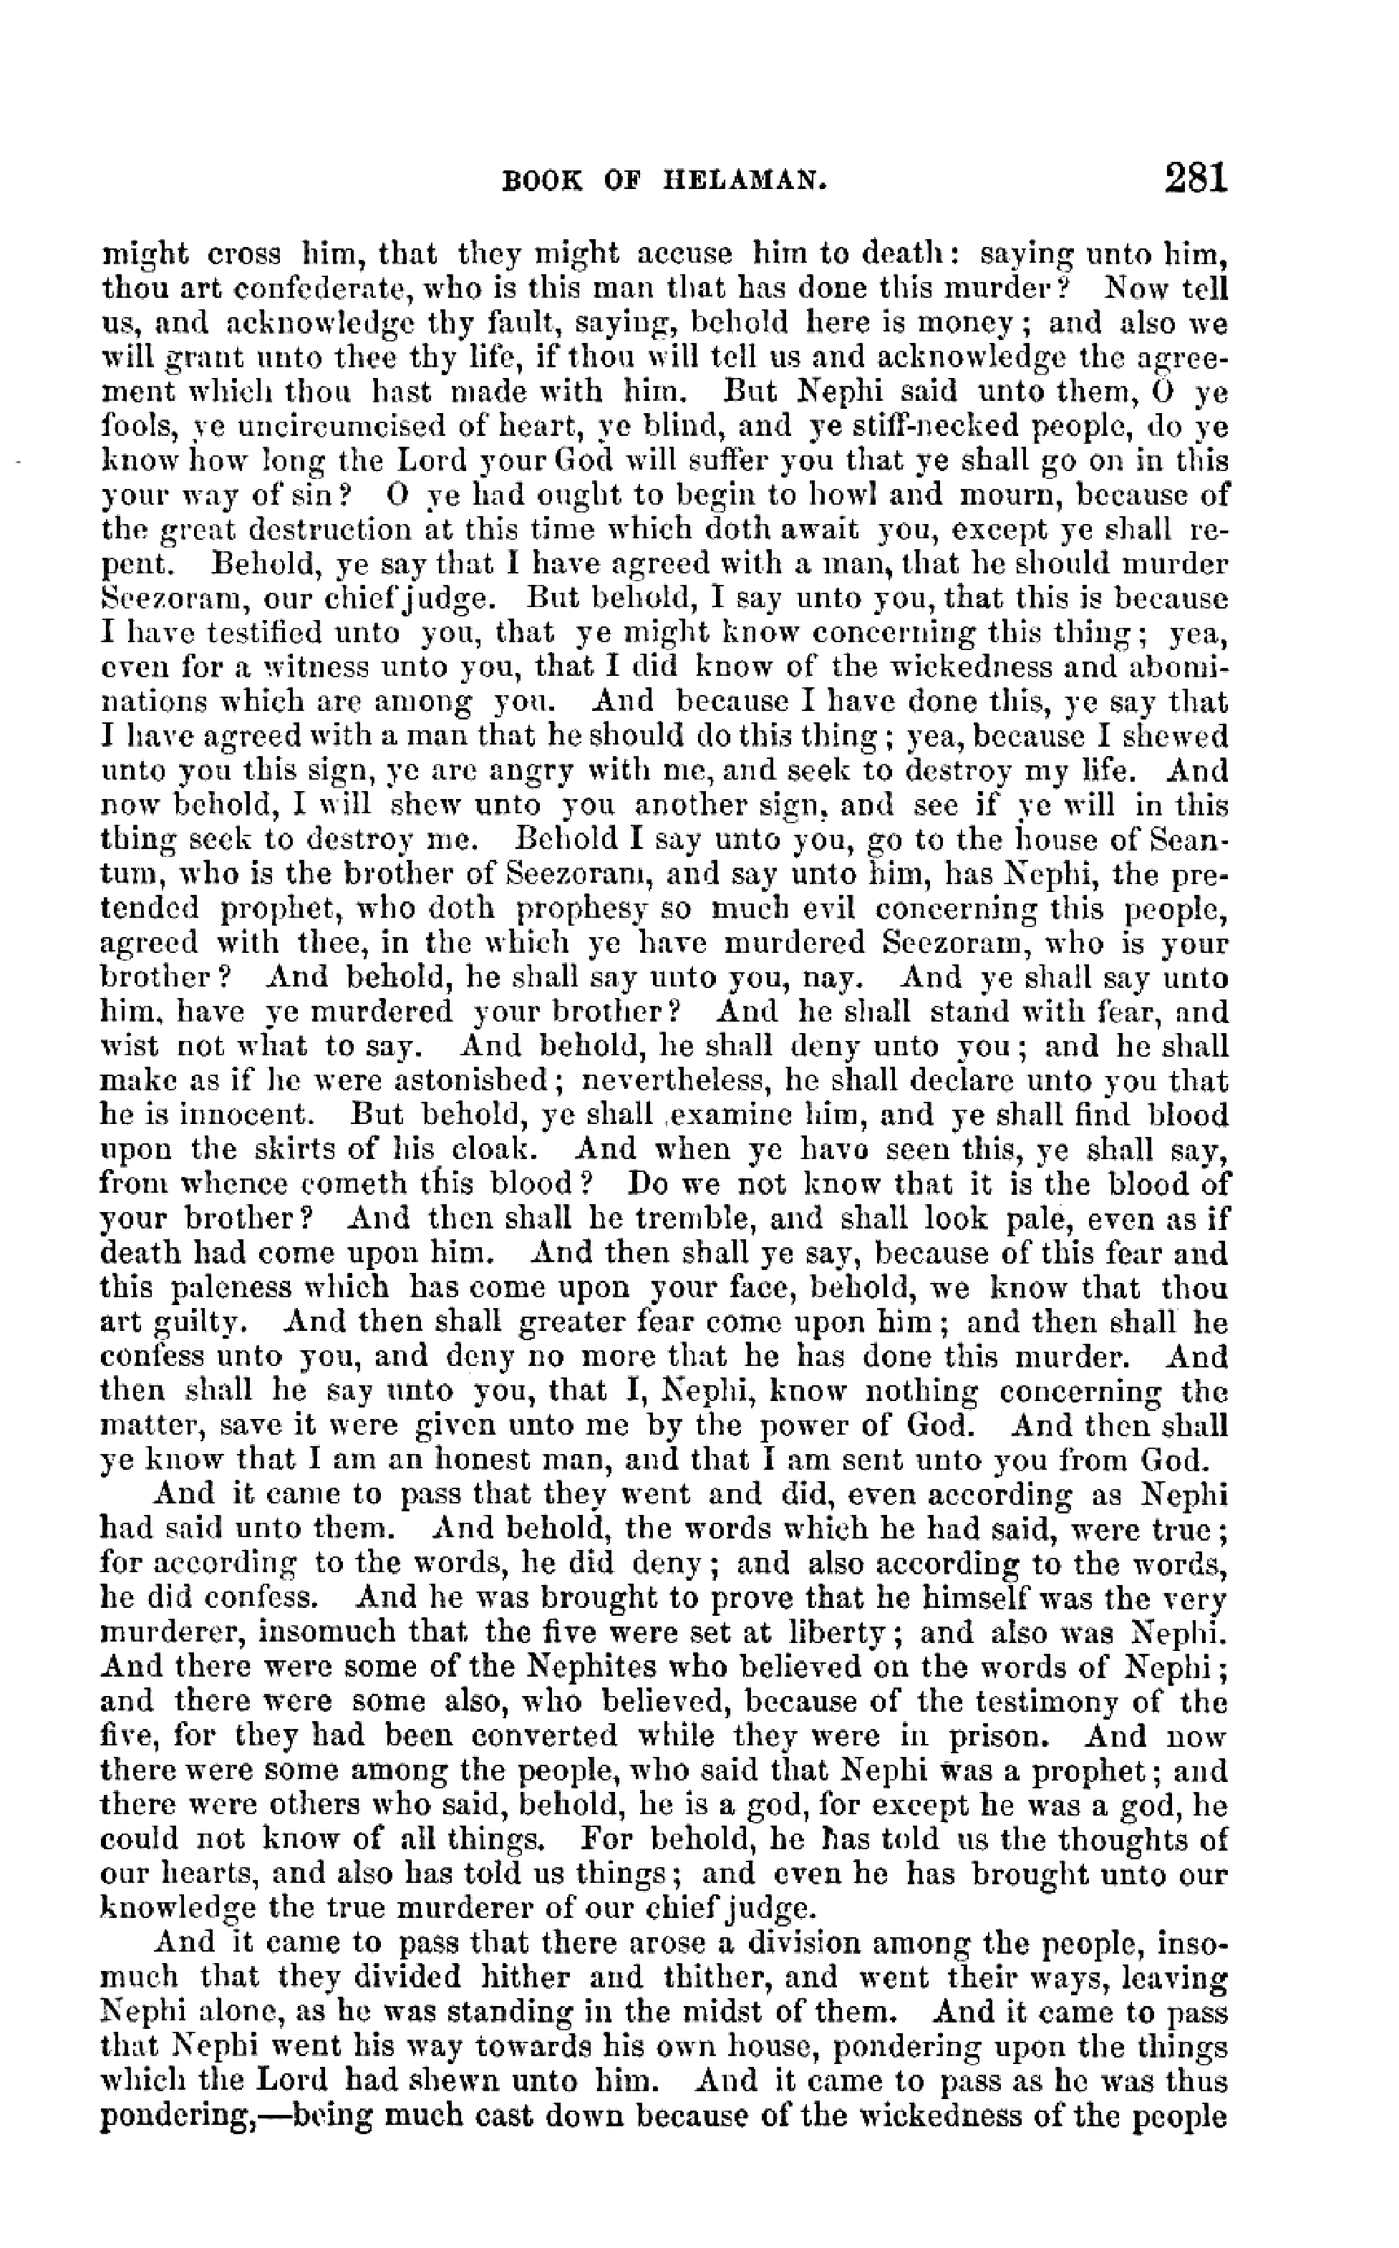 BOOK OF HELAMAN. 281
might cross him, that they might accuse him to death: saying unto him,
thou art confederate, who is this man that has done this murder? Now tell
us, and acknowledge thy fault, saying, behold here is money; and also we
will grant unto thee thy life, if thou will tell us and acknowledge the agree-
ment which thou hast made with him. But Nephi said unto them, O ye
fools, ye uncircumcised of heart, ye blind, and ye stiff-necked people, do ye
know how long the Lord your God will suffer you that ye shall go on in this
your way of sin? O ye had ought to begin to howl and mourn, because of
the great destruction at this time which doth await you, except ye shall re-
pent. Behold, ye say that I have agreed with a man, that he should murder
Seezoram, our chief judge. But behold, I say unto you, that this is because
I have testified unto you, that ye might know concerning this thing; yea,
even for a witness unto you, that I did know of the wickedness and abomi-
nations which are among you. And because I have done this, ye say that
I have agreed with a man that he should do this thing; yea, because I shewed
unto you this sign, ye are angry with me, and seek to destroy my life. And
now behold, I will shew unto you another sign, and see if ye will in this
thing seek to destroy me. Behold I say unto you, go to the house of Sean-
tum, who is the brother of Seezoram, and say unto him, has Nephi, the pre-
tended prophet, who doth prophesy so much evil concerning this people,
agreed with thee, in the which ye have murdered Seezoram, who is your
brother? And behold, he shall say unto you, nay. And ye shall say unto
him, have ye murdered your brother? And he shall stand with fear, and
wist not what to say. And behold, he shall deny unto you; and he shall
make as if he were astonished; nevertheless, he shall declare unto you that
he is innocent. But behold, ye shall examine him, and ye shall find blood
upon the skirts of his cloak. And when ye have seen this, ye shall say,
from whence cometh this blood? Do we not know that it is the blood of
your brother? And then shall he tremble, and shall look pale, even as if
death had come upon him. And then shall ye say, because of this fear and
this paleness which has come upon your face, behold, we know that thou
art guilty. And then shall greater fear come upon him; and then shall he
confess unto you, and deny no more that he has done this murder. And
then shall he say unto you, that I, Nephi, know nothing concerning the
matter, save it were given unto me by the power of God. And then shall
ye know that I am an honest man, and that I am sent unto you from God.
And it came to pass that they went and did, even according as Nephi
had said unto them. And behold, the words which he had said, were true;
for according to the words, he did deny; and also according to the words,
he did confess. And he was brought to prove that he himself was the very
murderer, insomuch that the five were set at liberty; and also was Nephi.
And there were some of the Nephites who believed on the words of Nephi;
and there were some also, who believed, because of the testimony of the
five, for they had been converted while they were in prison. And now
there were some among the people, who said that Nephi was a prophet; and
there were others who said, behold, he is a god, for except he was a god, he
could not know of all things. For behold, he has told us the thoughts of
our hearts, and also has told us things; and even he has brought unto our
knowledge the true murderer of our chief judge.
And it came to pass that there arose a division among the people, inso-
much that they divided hither and thither, and went their ways, leaving
Nephi alone, as he was standing in the midst of them. And it came to pass
that Nephi went his way towards his own house, pondering upon the things
which the Lord had shewn unto him. And it came to pass as he was thus
pondering,—being much cast down because of the wickedness of the people